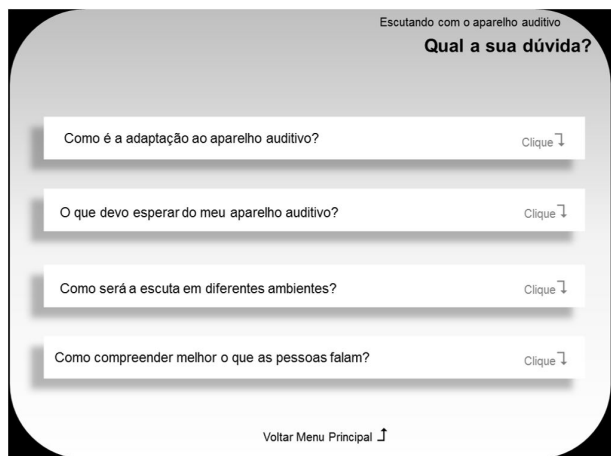 Escutando com o aparelho auditivo
Qual a sua dúvida?
Como é a adaptação ao aparelho auditivo?
Clique
O que devo esperar do meu aparelho auditivo?
Clique
Como será a escuta em diferentes ambientes?
Clique
Como compreender melhor o que as pessoas falam?
Clique
Voltar Menu Principal